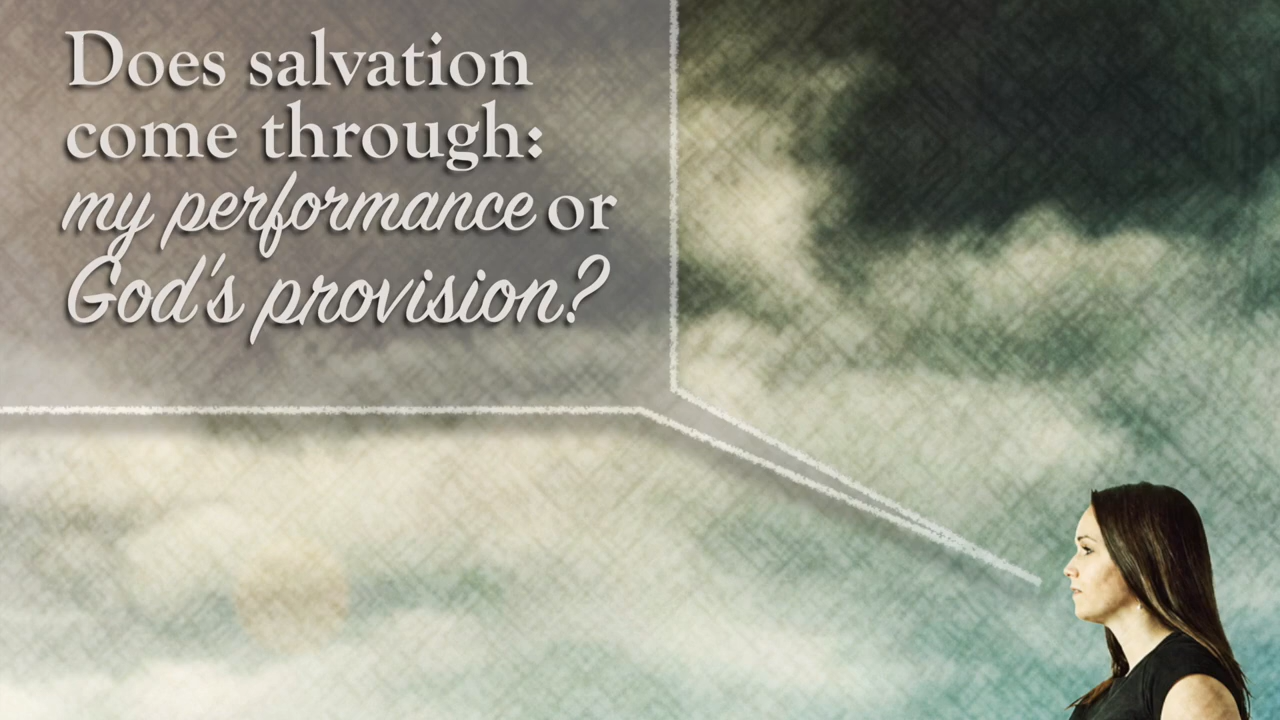 Does salvation
come through:
my performance or
God's provision?